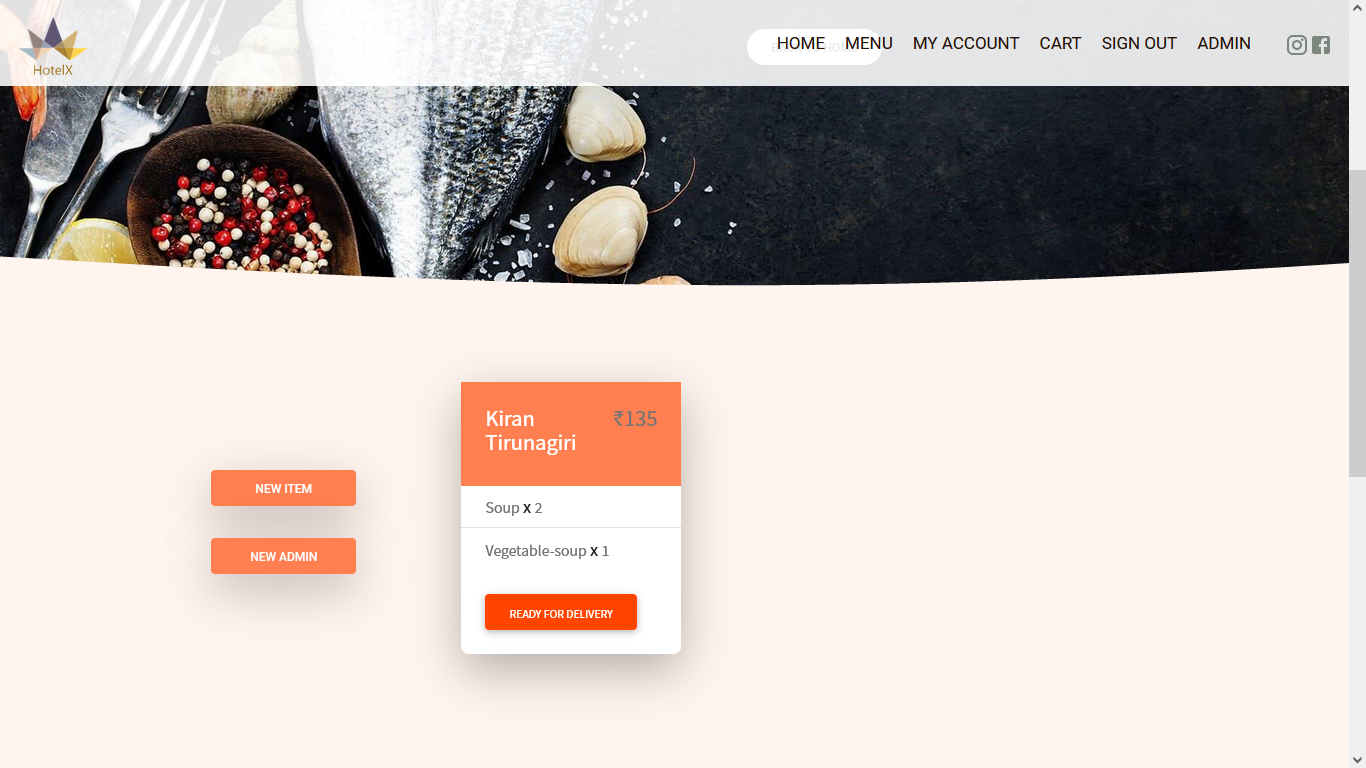 HotelX
HOME MENU MY ACCOUNT CART SIGN OUT ADMIN
Kiran
Tirunagiri
₹135
NEW ITEM
Soup x 2
NEW ADMIN
Vegetable-soup x 1
READY FOR DELIVERY